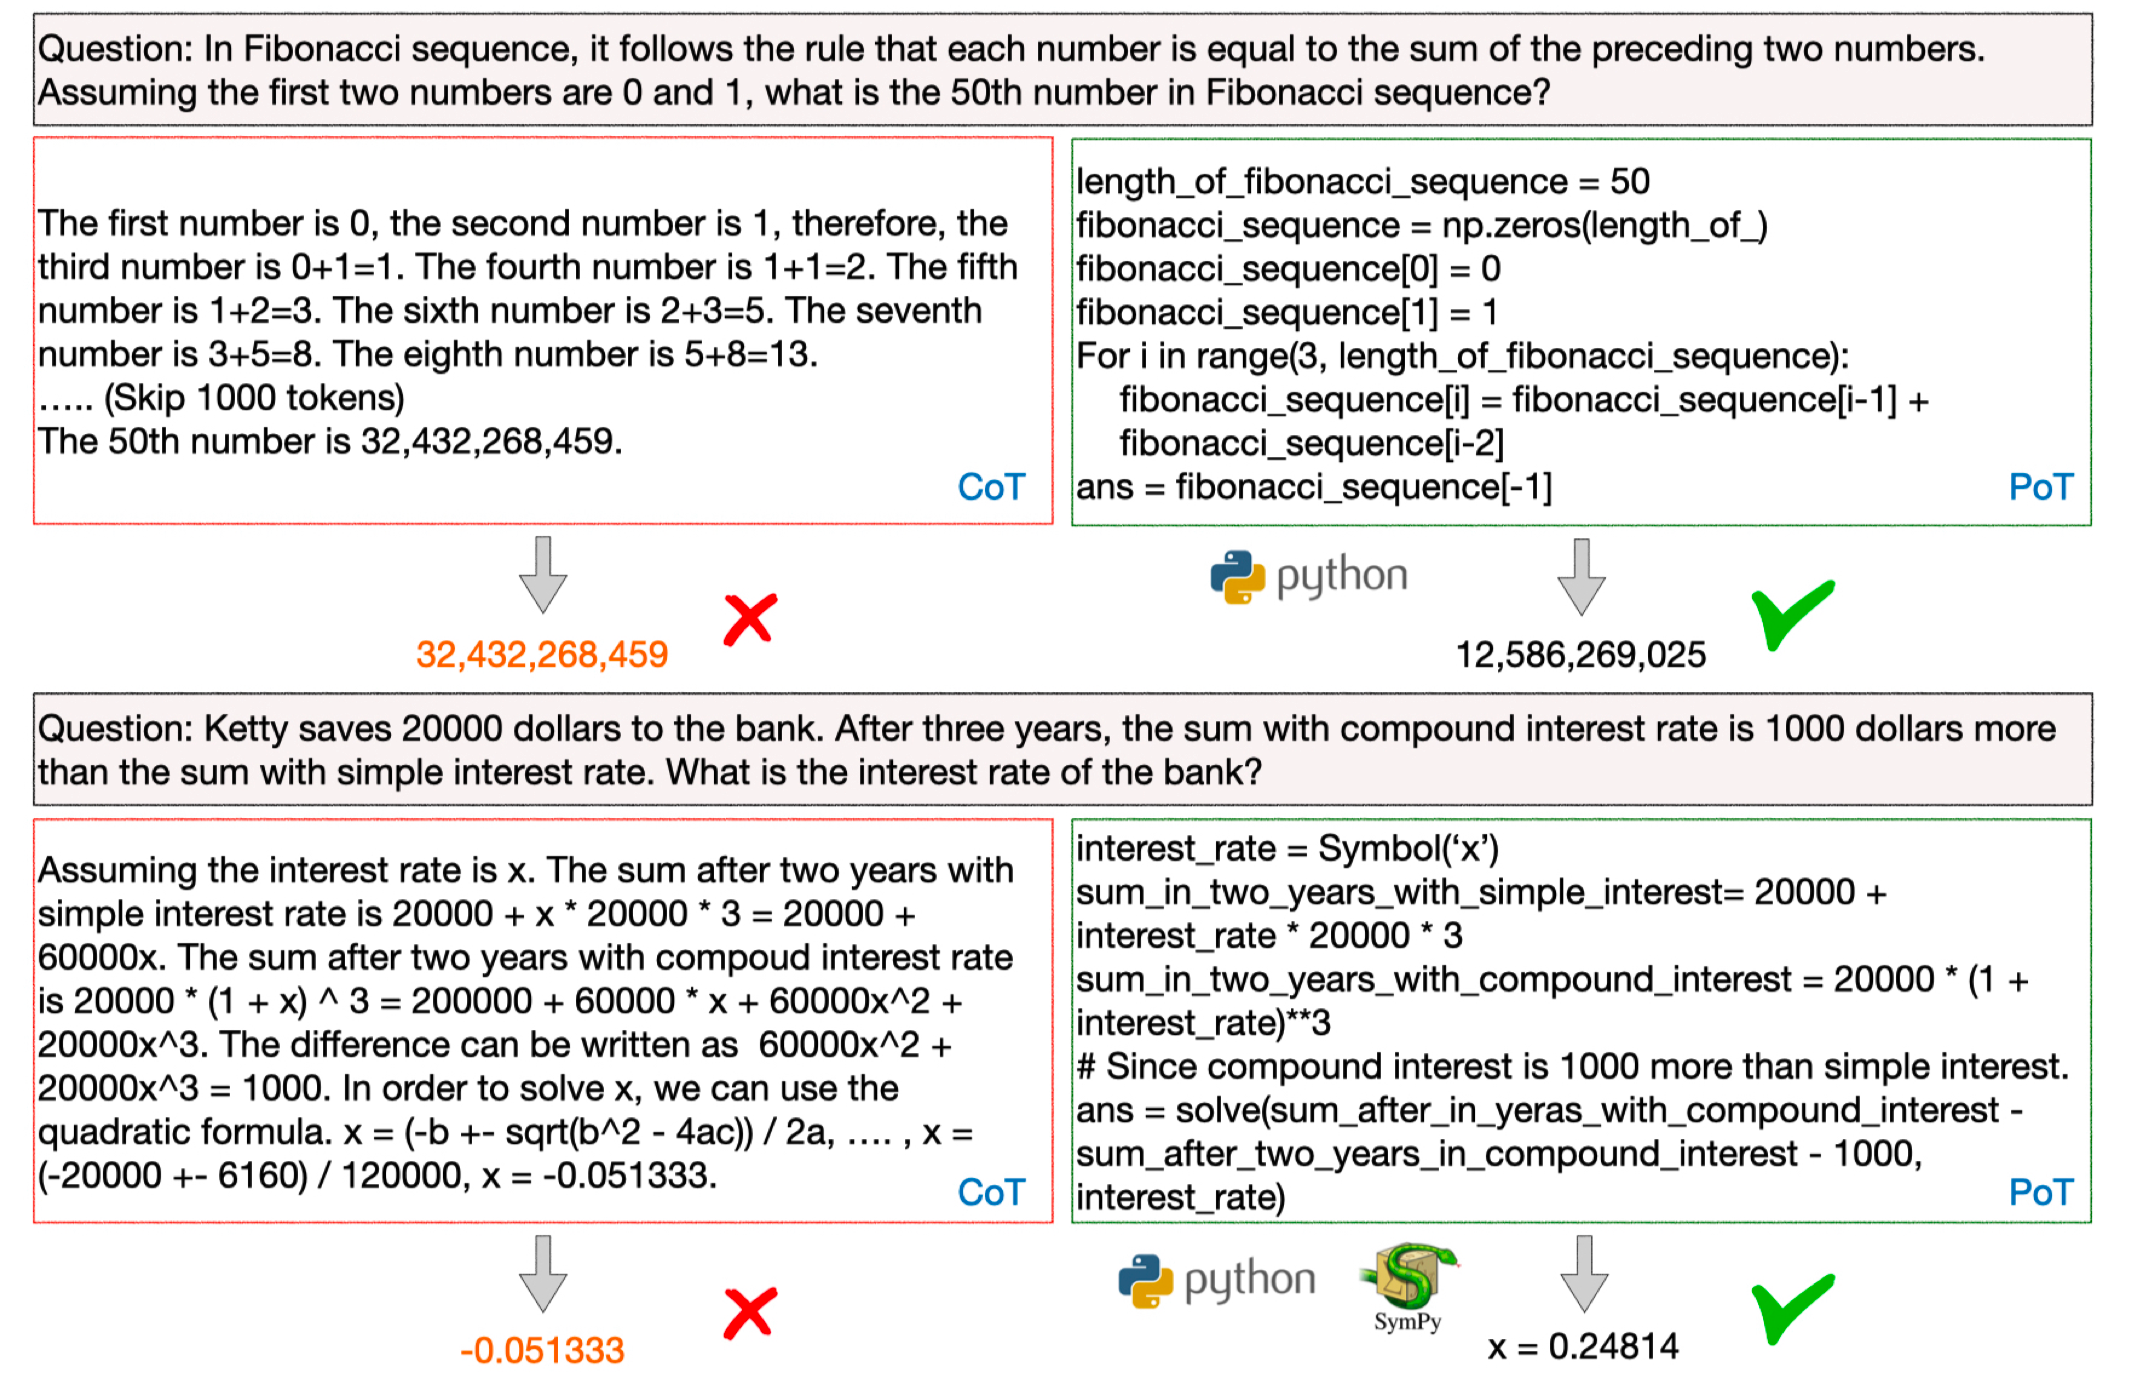 Question: In Fibonacci sequence, it follows the rule that each number is equal to the sum of the preceding two numbers.
Assuming the first two numbers are 0 and 1, what is the 50th number in Fibonacci sequence?
The first number is 0, the second number is 1, therefore, the
third number is 0+1=1. The fourth number is 1+1=2. The fifth
number is 1+2=3. The sixth number is 2+3=5. The seventh
number is 3+5=8. The eighth number is 5+8=13.
..... (Skip 1000 tokens)
The 50th number is 32,432,268,459.
CoT
length_of_fibonacci_sequence = 50
fibonacci_sequence = np.zeros(length_of_)
fibonacci_sequence[0] = 0
fibonacci_sequence[1] = 1
For i in range(3, length_of_fibonacci_sequence):
fibonacci_sequence[i] = fibonacci_sequence[i-1] +
fibonacci_sequence[i-2]
ans = fibonacci_sequence[-1]
PoT
32,432,268,459
python
12,586,269,025
Question: Ketty saves 20000 dollars to the bank. After three years, the sum with compound interest rate is 1000 dollars more
than the sum with simple interest rate. What is the interest rate of the bank?
Assuming the interest rate is x. The sum after two years with
simple interest rate is 20000 + x * 20000 * 3 = 20000 +
60000x. The sum after two years with compoud interest rate
is 20000 * (1 + x) ^ 3 = 200000 + 60000 * x + 60000x^2 +
20000x^3. The difference can be written as  60000x^2 +
20000x^3 = 1000. In order to solve x, we can use the
quadratic formula. x = (-b +- sqrt(b^2 - 4ac)) / 2a, .... , x =
(-20000 +- 6160) / 120000, x = -0.051333.
CoT
interest_rate = Symbol(‘x’)
sum_in_two_years_with_simple_interest= 20000 +
interest_rate * 20000 * 3
sum_in_two_years_with_compound_interest = 20000 * (1 +
interest_rate)**3
# Since compound interest is 1000 more than simple interest.
ans = solve(sum_after_in_yeras_with_compound_interest -
sum_after_two_years_in_compound_interest - 1000,
interest_rate)
PoT
-0.051333
python
SymPy
x = 0.24814